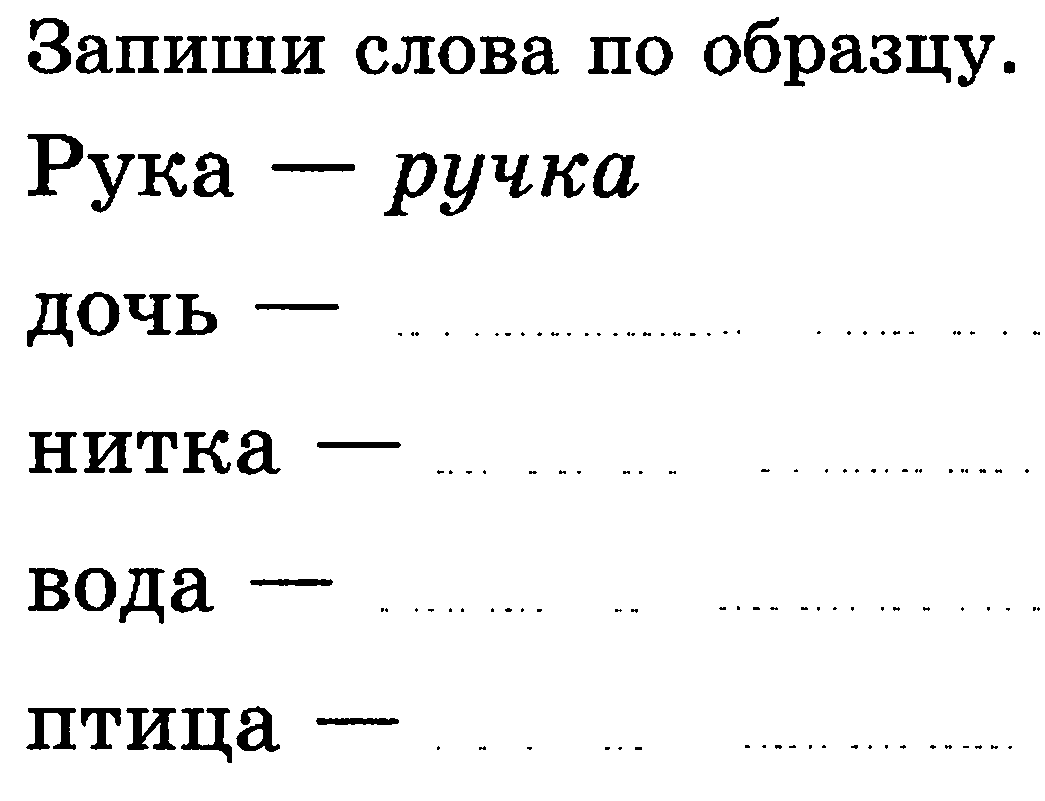 Запиши слова по образцу.
Рука — ручка
дочь —
нитка —
вода —
птица —